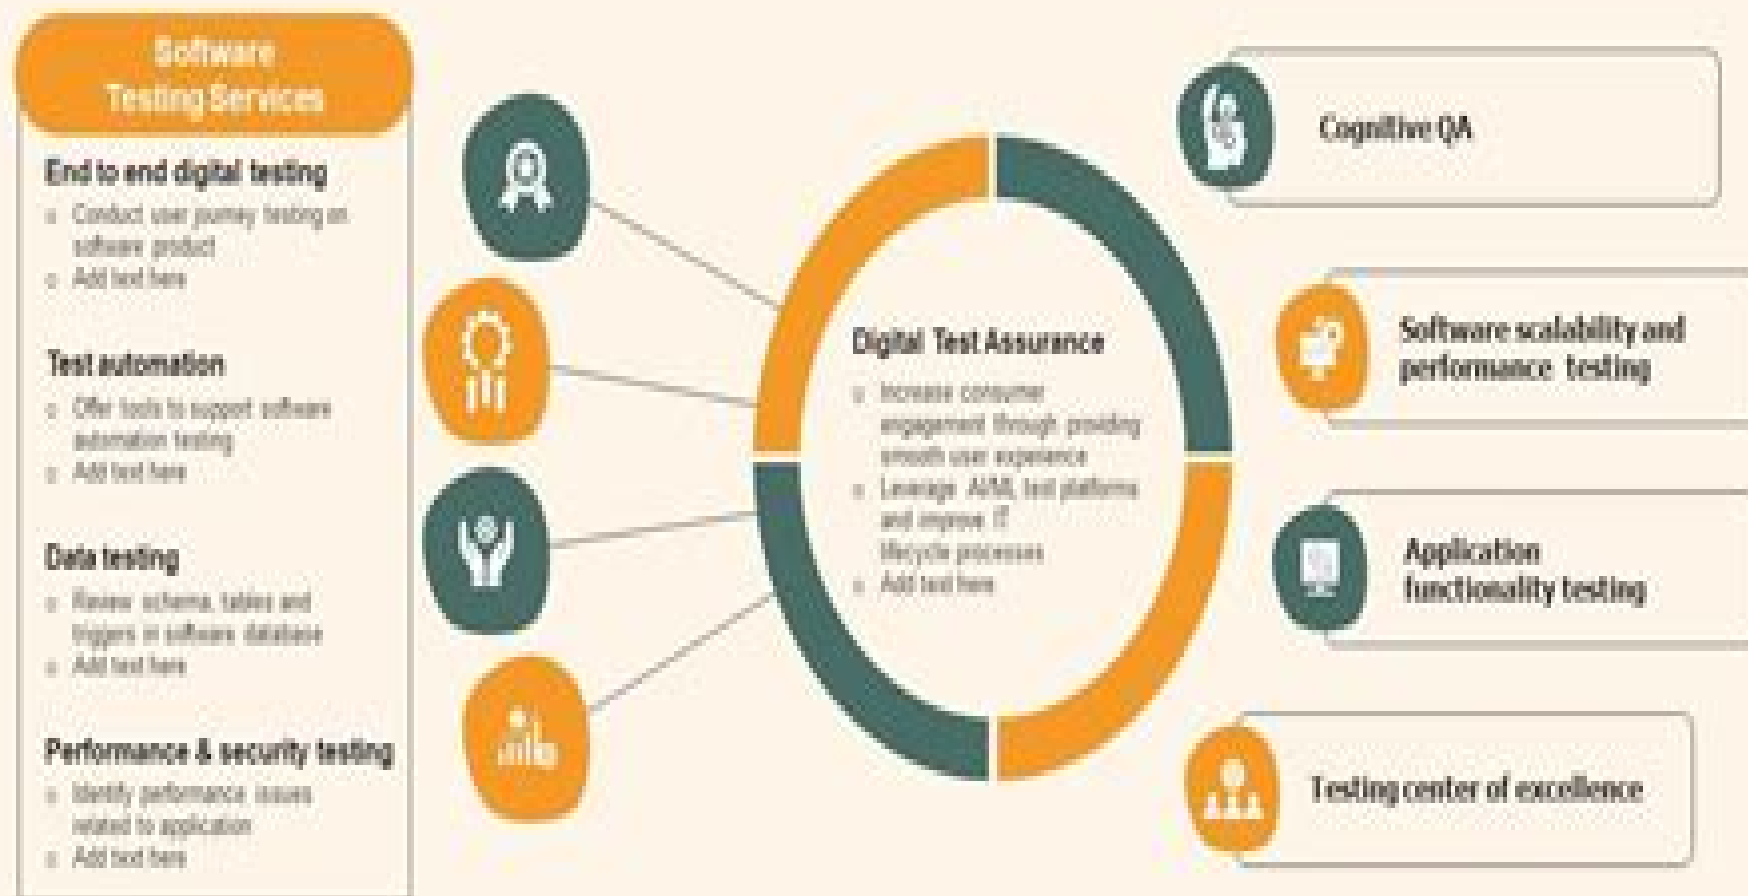 Software
Testing Services
End to end digital testing
Conduct user journey testing on
software product
Add text here
Test automation
Offer tools to support software
automation testing
Add text here
Data testing
Review schema, tables and
triggers in software database
Add text here
Performance & security testing
Identify performance issues
related to application
Add text here
Digital Test Assurance
Increase consumer
engagement through providing
smooth user experience
Leverage AI/ML test platforms
and improve IT
lifecycle processes
Add text here
Cognitive QA
Software scalability and
performance testing
Application
functionality testing
Testing center of excellence